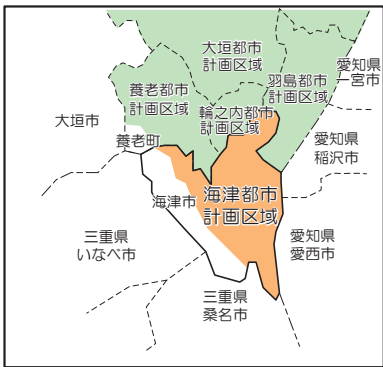 大垣都市
計画区域
愛知県
一宮市
羽島都市
計画区域
養老都市
計画区域
輪之内都市
計画区域
大垣市
養老町
愛知県
稲沢市
海津市
海津都市
計画区域
三重県
いなべ市
愛知県
愛西市
三重県
桑名市